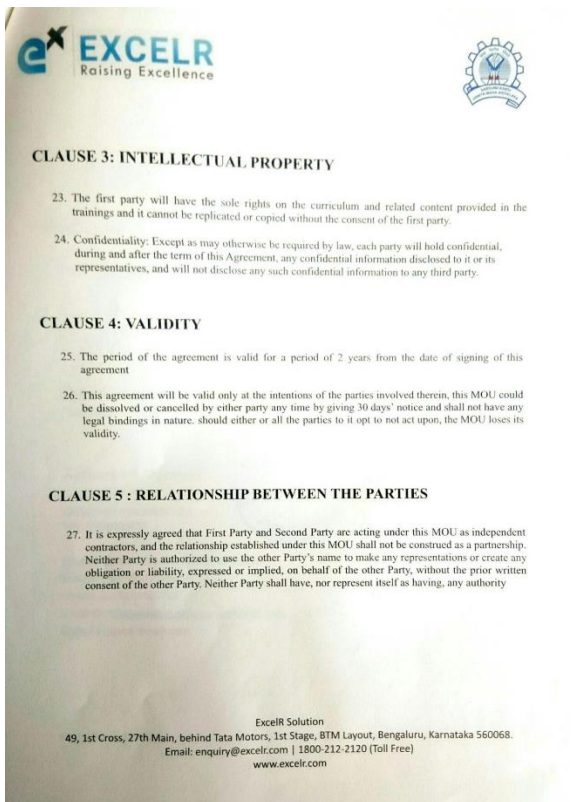 ex EXCELR
Raising Excellence
CLAUSE 3: INTELLECTUAL PROPERTY
23. The first party will have the sole rights on the curriculum and related content provided in the
trainings and it cannot be replicated or copied without the consent of the first party.
24. Confidentiality: Except as may otherwise be required by law, each party will hold confidential,
during and after the term of this Agreement, any confidential information disclosed to it or its
representatives, and will not disclose any such confidential information to any third party.
CLAUSE 4: VALIDITY
25. The period of the agreement is valid for a period of 2 years from the date of signing of this
agreement
26. This agreement will be valid only at the intentions of the parties involved therein, this MOU could
be dissolved or cancelled by either party any time by giving 30 days' notice and shall not have any
legal bindings in nature. should either or all the parties to it opt to not act upon, the MOU loses its
validity.
CLAUSE 5 : RELATIONSHIP BETWEEN THE PARTIES
27. It is expressly agreed that First Party and Second Party are acting under this MOU as independent
contractors, and the relationship established under this MOU shall not be construed as a partnership.
Neither Party is authorized to use the other Party's name to make any representations or create any
obligation or liability, expressed or implied, on behalf of the other Party, without the prior written
consent of the other Party. Neither Party shall have, nor represent itself as having, any authority
ExcelR Solution
49, 1st Cross, 27th Main, behind Tata Motors, 1st Stage, BTM Layout, Bengaluru, Karnataka 560068.
Email: enquiry@excelr.com | 1800-212-2120 (Toll Free)
www.excelr.com